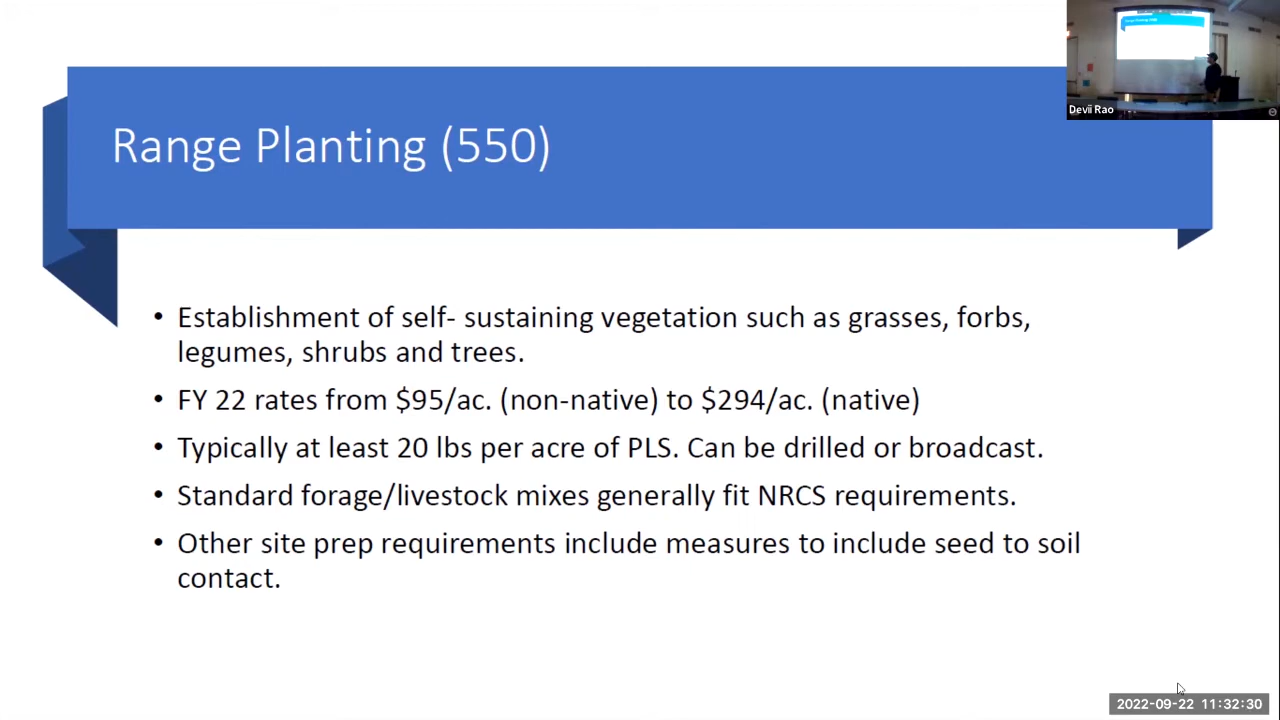 Range Planting (550)
Devii Rao
• Establishment of self- sustaining vegetation such as grasses, forbs,
legumes, shrubs and trees.
• FY 22 rates from $95/ac. (non-native) to $294/ac. (native)
• Typically at least 20 lbs per acre of PLS. Can be drilled or broadcast.
• Standard forage/livestock mixes generally fit NRCS requirements.
• Other site prep requirements include measures to include seed to soil
contact.
2022-09-22 11:32:30